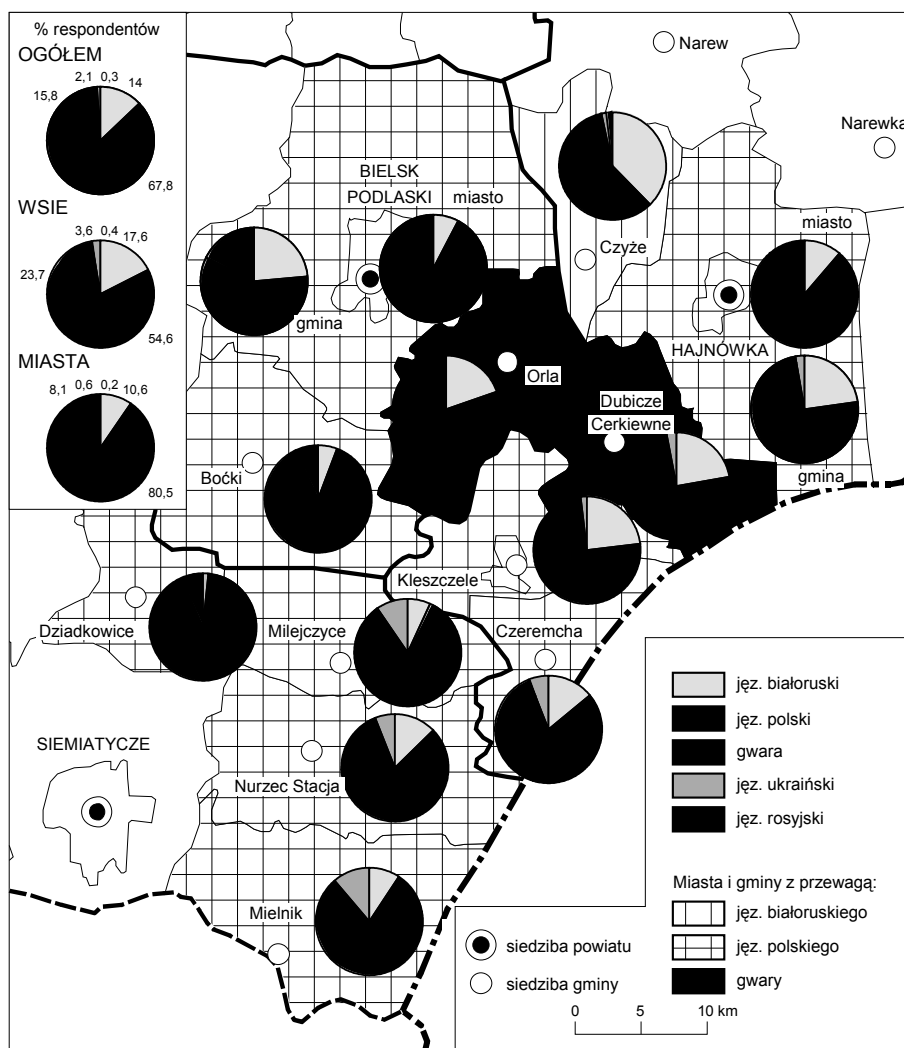 % respondentów
OGÓŁEM
2,1 0,3 14
15,8
67,8
WSIE
3,6 0,4 17,6
23,7
54,6
MIASTA
8,1 0,6 0,2 10,6
80,5
Narew
Narewka
BIELSK
PODLASKI miasto
gmina
Czyże
miasto
HAJNÓWKA
gmina
Orla
Dubicze
Cerkiewne
Boćki
Kleszczele
Dziadkowice
Milejczyce
Czeremcha
SIEMIATYCZE
Nurzec Stacja
Mielnik
jęz. białoruski
jęz. polski
gwara
jęz. ukraiński
jęz. rosyjski
Miasta i gminy z przewagą:
jęz. białoruskiego
jęz. polskiego
gwary
siedziba powiatu
siedziba gminy
0 5 10 km